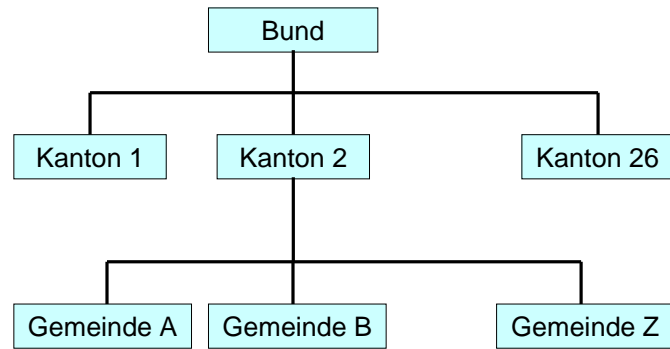 Bund
Kanton 1
Kanton 2
Kanton 26
Gemeinde A
Gemeinde B
Gemeinde Z